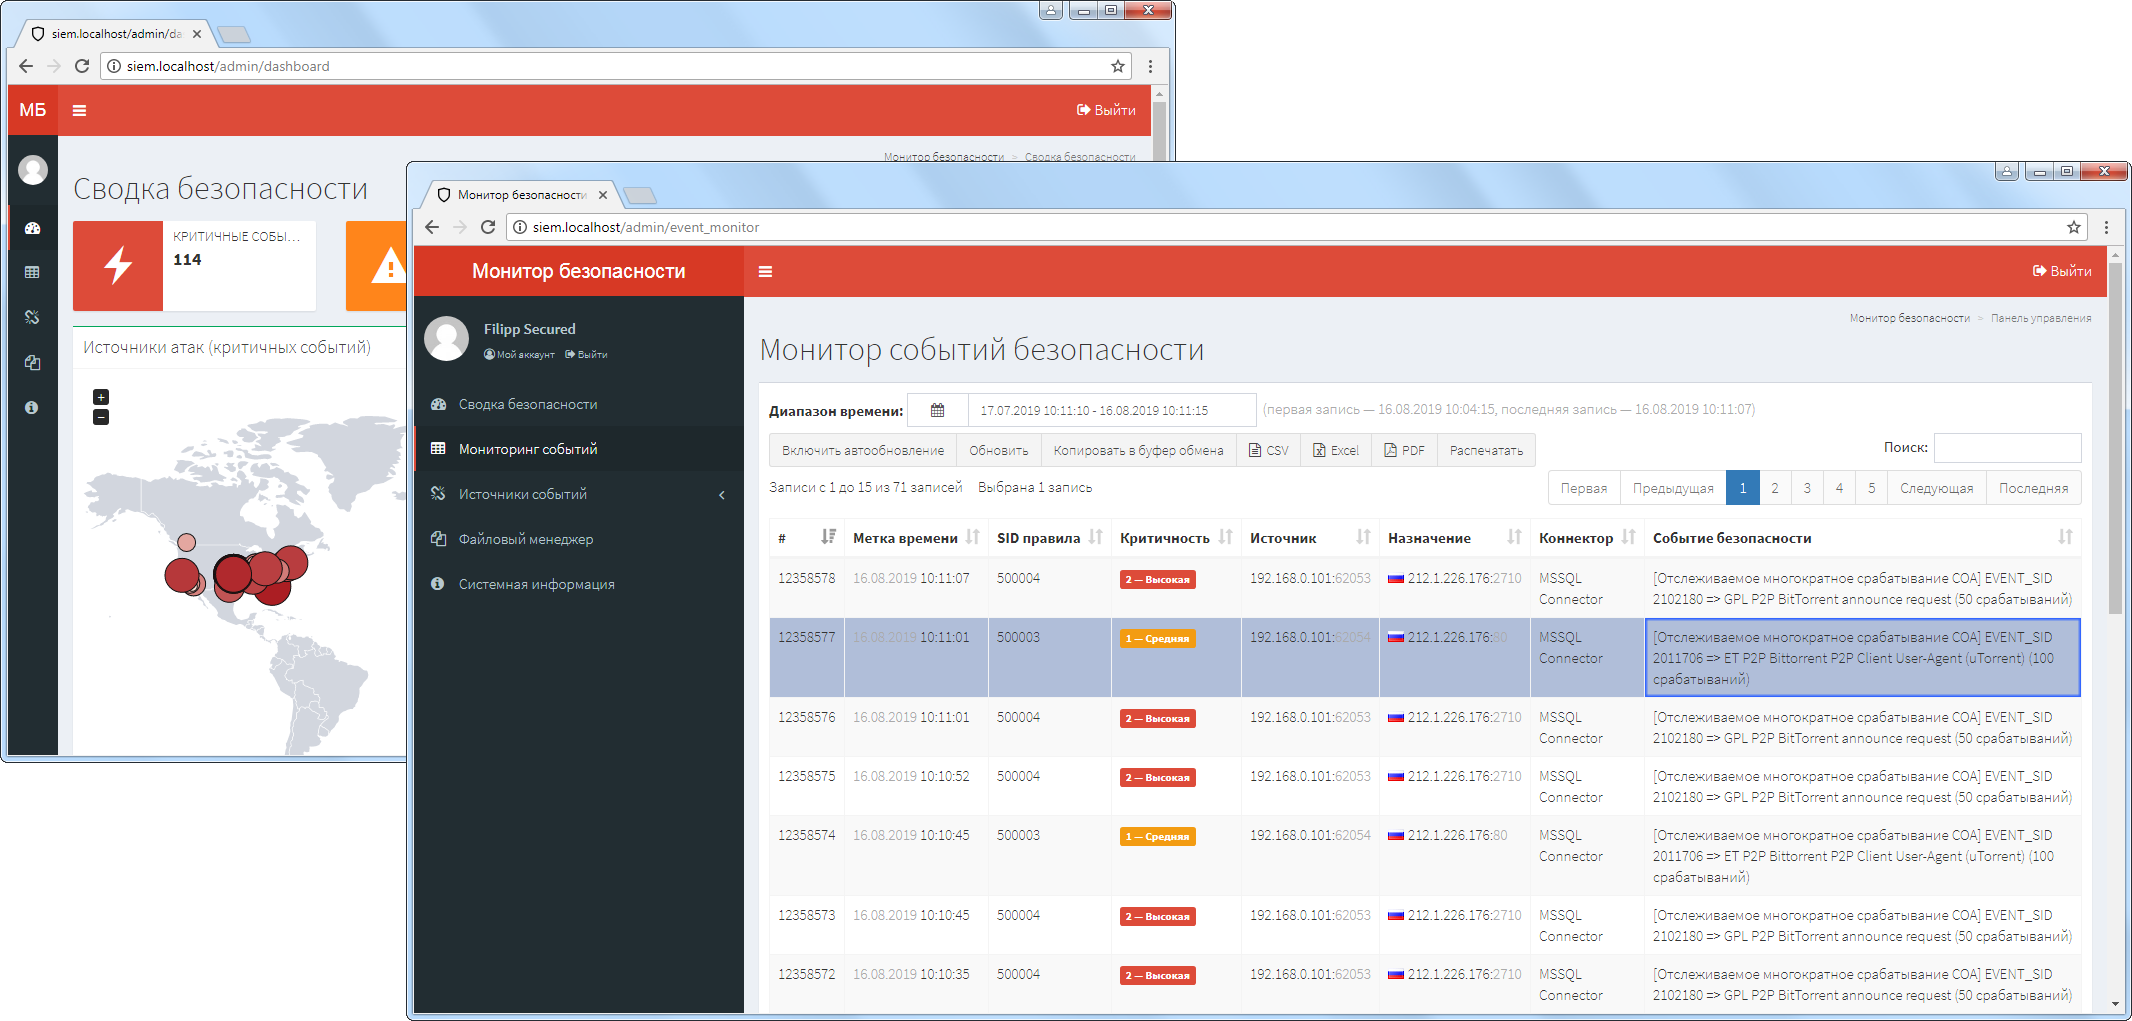 siem.localhost/admin/da
siem.localhost/admin/dashboard
МБ
Выйти
Монитор безопасности > Сводка безопасности
Сводка безопасности
КРИТИЧНЫЕ СОБЫ...
114
Источники атак (критичных событий)
+
−
Монитор безопасности
siem.localhost/admin/event_monitor
Монитор безопасности
Выйти
Filipp Secured
Мой аккаунт Выйти
Сводка безопасности
Мониторинг событий
Источники событий
Файловый менеджер
Системная информация
Монитор безопасности > Панель управления
Монитор событий безопасности
Диапазон времени: 17.07.2019 10:11:10 - 16.08.2019 10:11:15 (первая запись — 16.08.2019 10:04:15, последняя запись — 16.08.2019 10:11:07)
Включить автообновление Обновить Копировать в буфер обмена CSV Excel PDF Распечатать Поиск:
Записи с 1 до 15 из 71 записей Выбрана 1 запись Первая Предыдущая 1 2 3 4 5 Следующая Последняя
# Метка времени SID правила Критичность Источник Назначение Коннектор Событие безопасности
12358578 16.08.2019 10:11:07 500004 2 — Высокая 192.168.0.101:62053 212.1.226.176:2710 MSSQL [Отслеживаемое многократное срабатывание СОА] EVENT_SID
Connector 2102180 => GPL P2P BitTorrent announce request (50 срабатываний)
12358577 16.08.2019 10:11:01 500003 1 — Средняя 192.168.0.101:62054 212.1.226.176:80 MSSQL [Отслеживаемое многократное срабатывание СОА] EVENT_SID
Connector 2011706 => ET P2P Bittorrent P2P Client User-Agent (uTorrent) (100
срабатываний)
12358576 16.08.2019 10:11:01 500004 2 — Высокая 192.168.0.101:62053 212.1.226.176:2710 MSSQL [Отслеживаемое многократное срабатывание СОА] EVENT_SID
Connector 2102180 => GPL P2P BitTorrent announce request (50 срабатываний)
12358575 16.08.2019 10:10:52 500004 2 — Высокая 192.168.0.101:62053 212.1.226.176:2710 MSSQL [Отслеживаемое многократное срабатывание СОА] EVENT_SID
Connector 2102180 => GPL P2P BitTorrent announce request (50 срабатываний)
12358574 16.08.2019 10:10:45 500003 1 — Средняя 192.168.0.101:62054 212.1.226.176:80 MSSQL [Отслеживаемое многократное срабатывание СОА] EVENT_SID
Connector 2011706 => ET P2P Bittorrent P2P Client User-Agent (uTorrent) (100
срабатываний)
12358573 16.08.2019 10:10:45 500004 2 — Высокая 192.168.0.101:62053 212.1.226.176:2710 MSSQL [Отслеживаемое многократное срабатывание СОА] EVENT_SID
Connector 2102180 => GPL P2P BitTorrent announce request (50 срабатываний)
12358572 16.08.2019 10:10:35 500004 2 — Высокая 192.168.0.101:62053 212.1.226.176:2710 MSSQL [Отслеживаемое многократное срабатывание СОА] EVENT_SID
Connector 2102180 => GPL P2P BitTorrent announce request (50 срабатываний)